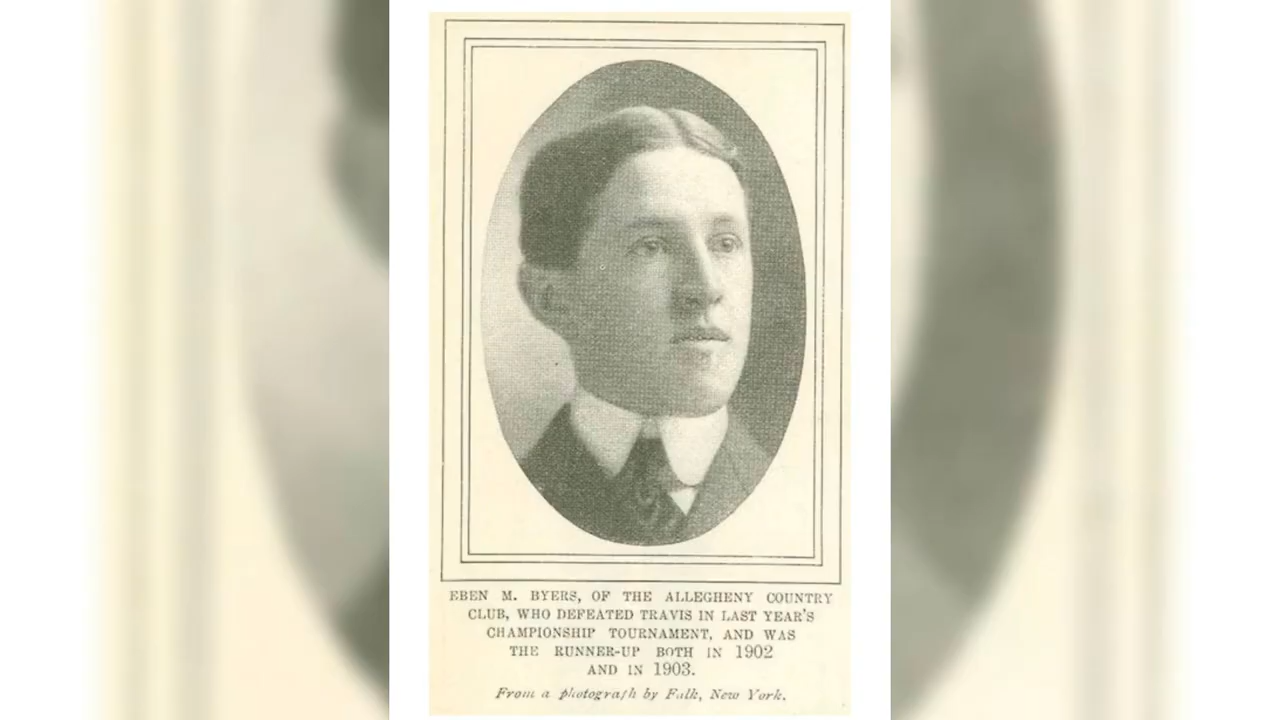 EBEN M. BYERS, OF THE ALLEGHENY COUNTRY
CLUB, WHO DEFEATED TRAVIS IN LAST YEAR'S
CHAMPIONSHIP TOURNAMENT, AND WAS
THE RUNNER-UP BOTH IN 1902
AND IN 1903.
From a photograph by Falk, New York.